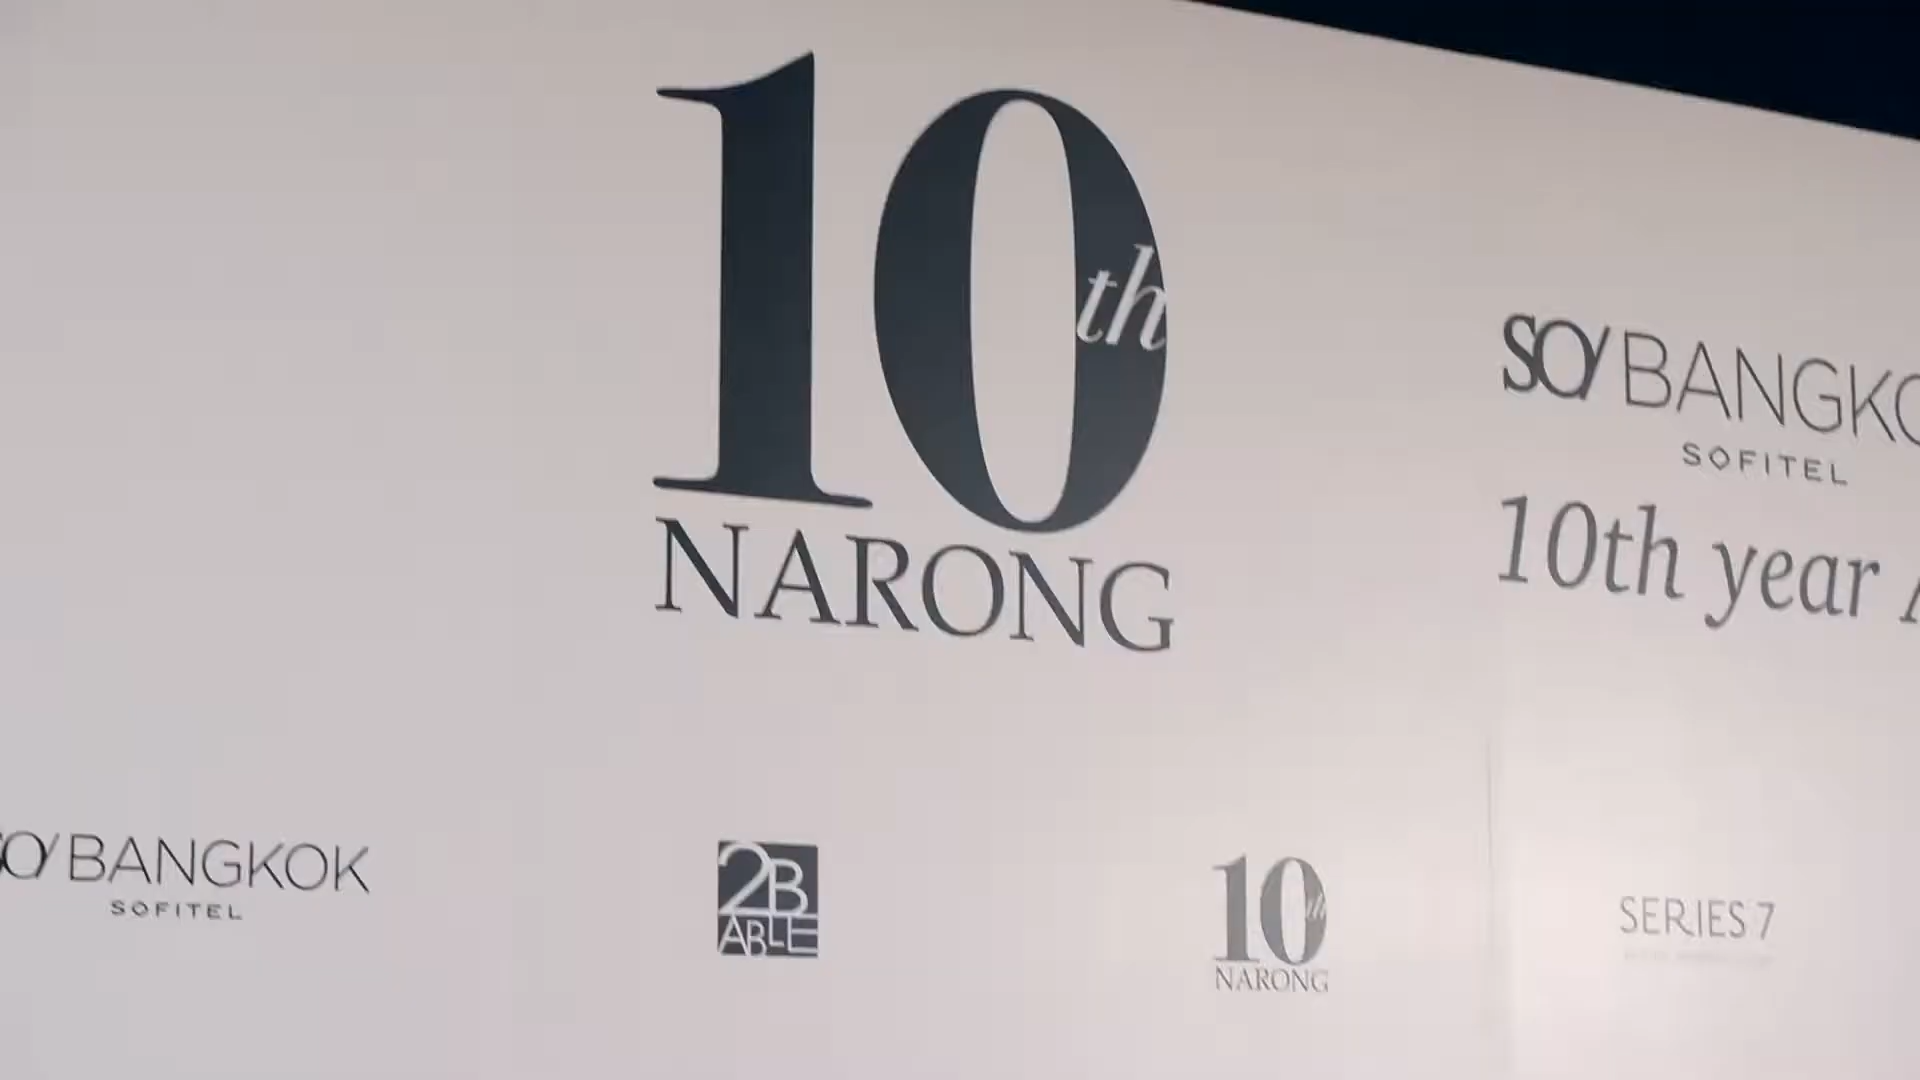 10th
NARONG
SO/ BANGKO
SOFITEL
10th year A
SO/ BANGKOK
SOFITEL
2B
ABLE
10th
NARONG
SERIES 7